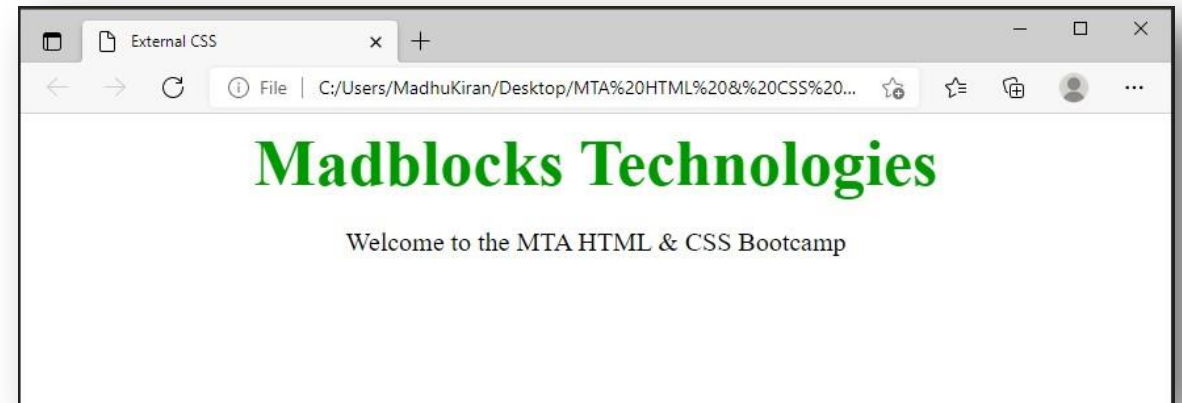 External CSS
File C:/Users/MadhuKiran/Desktop/MTA%20HTML%20&%20CSS%20...
Madblocks Technologies
Welcome to the MTA HTML & CSS Bootcamp